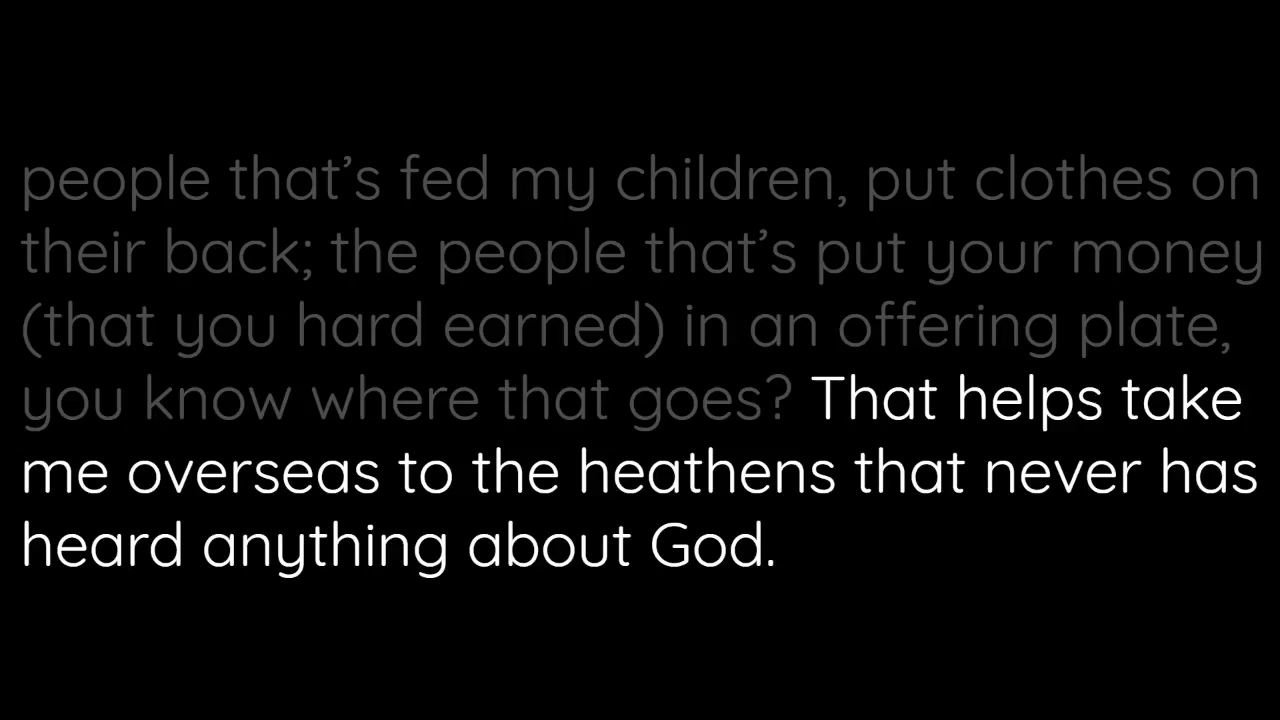 people that’s fed my children, put clothes on
their back; the people that’s put your money
(that you hard earned) in an offering plate,
you know where that goes? That helps take
me overseas to the heathens that never has
heard anything about God.